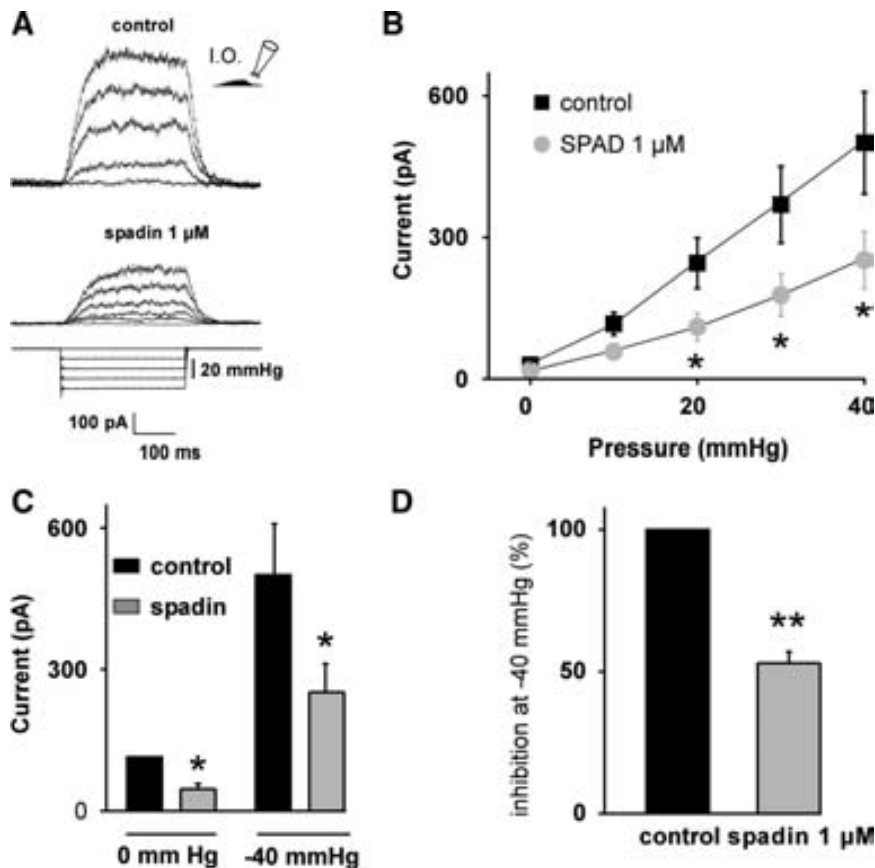 A
control
I.O.
spadin 1 µM
20 mmHg
100 pA
100 ms
B
Current (pA)
600
300
0
control
SPAD 1 µM
*
*
*
0
20
40
Pressure (mmHg)
C
Current (pA)
600
300
0
control
spadin
*
*
0 mm Hg
-40 mmHg
D
inhibition at -40 mmHg (%)
100
50
0
**
control spadin 1 µM